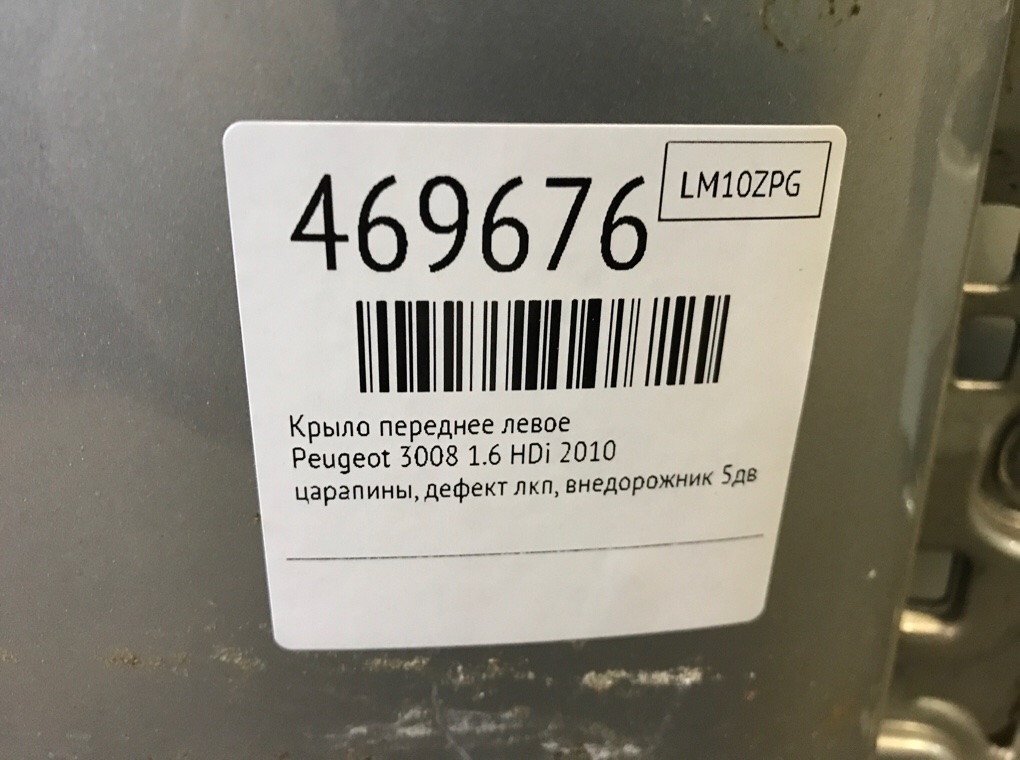 469676
LM10ZPG
Крыло переднее левое
Peugeot 3008 1.6 HDi 2010
царапины, дефект лкп, внедорожник 5дв